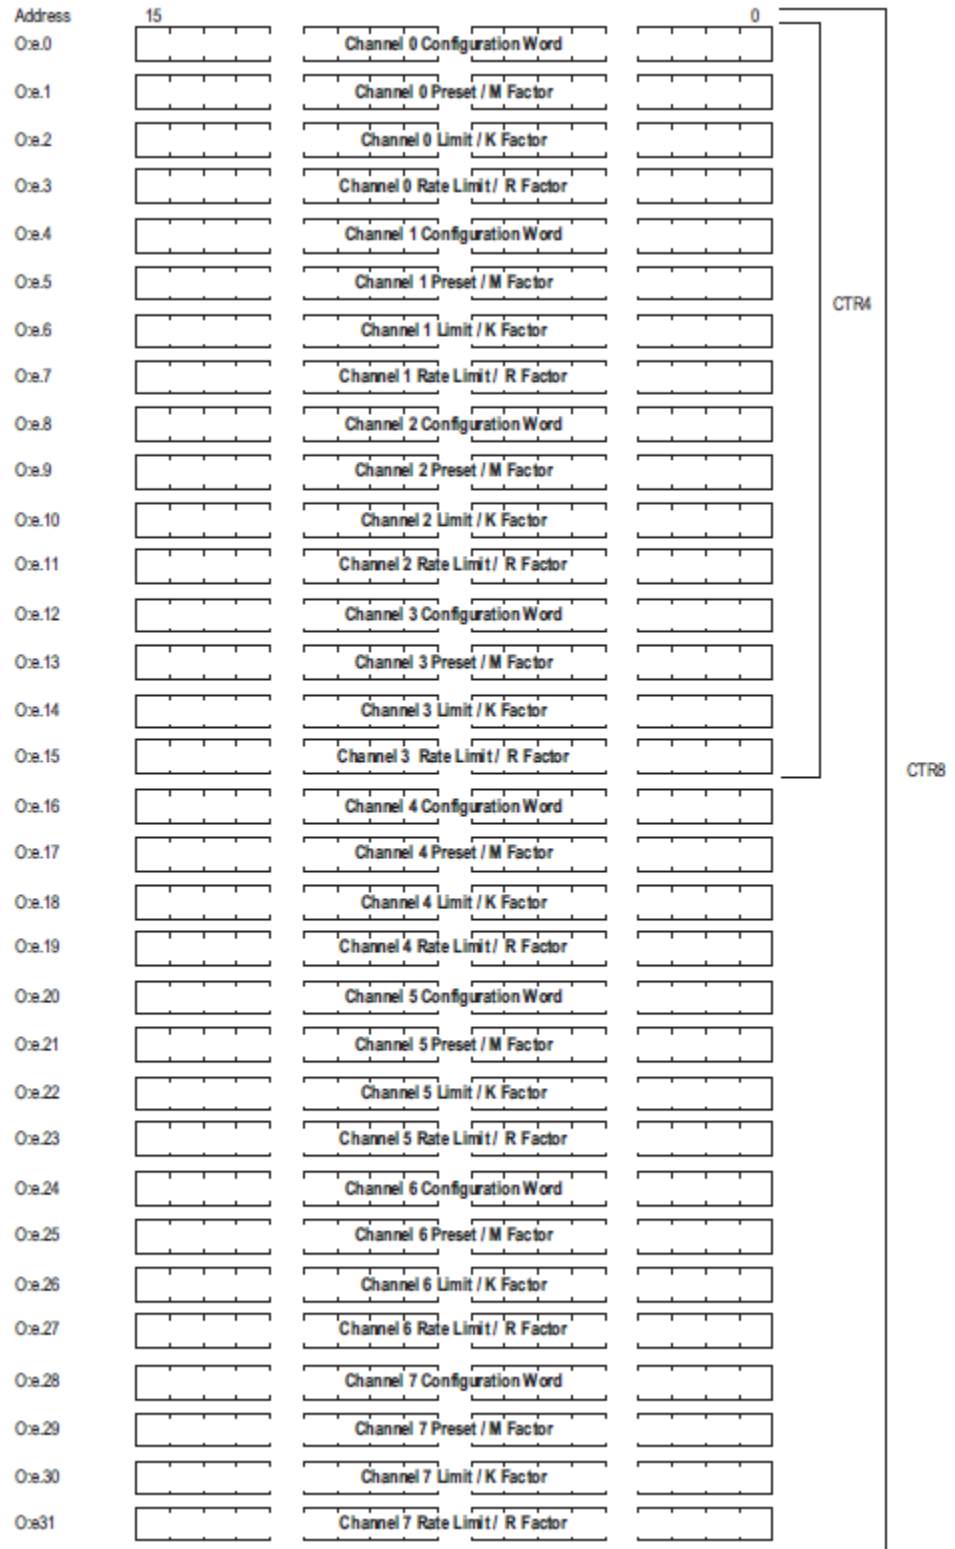 Address 15 0
O:e.0 Channel 0 Configuration Word
O:e.1 Channel 0 Preset / M Factor
O:e.2 Channel 0 Limit / K Factor
O:e.3 Channel 0 Rate Limit / R Factor
O:e.4 Channel 1 Configuration Word
O:e.5 Channel 1 Preset / M Factor
CTR4
O:e.6 Channel 1 Limit / K Factor
O:e.7 Channel 1 Rate Limit / R Factor
O:e.8 Channel 2 Configuration Word
O:e.9 Channel 2 Preset / M Factor
O:e.10 Channel 2 Limit / K Factor
O:e.11 Channel 2 Rate Limit / R Factor
O:e.12 Channel 3 Configuration Word
O:e.13 Channel 3 Preset / M Factor
O:e.14 Channel 3 Limit / K Factor
O:e.15 Channel 3 Rate Limit / R Factor
CTR8
O:e.16 Channel 4 Configuration Word
O:e.17 Channel 4 Preset / M Factor
O:e.18 Channel 4 Limit / K Factor
O:e.19 Channel 4 Rate Limit / R Factor
O:e.20 Channel 5 Configuration Word
O:e.21 Channel 5 Preset / M Factor
O:e.22 Channel 5 Limit / K Factor
O:e.23 Channel 5 Rate Limit / R Factor
O:e.24 Channel 6 Configuration Word
O:e.25 Channel 6 Preset / M Factor
O:e.26 Channel 6 Limit / K Factor
O:e.27 Channel 6 Rate Limit / R Factor
O:e.28 Channel 7 Configuration Word
O:e.29 Channel 7 Preset / M Factor
O:e.30 Channel 7 Limit / K Factor
O:e31 Channel 7 Rate Limit / R Factor